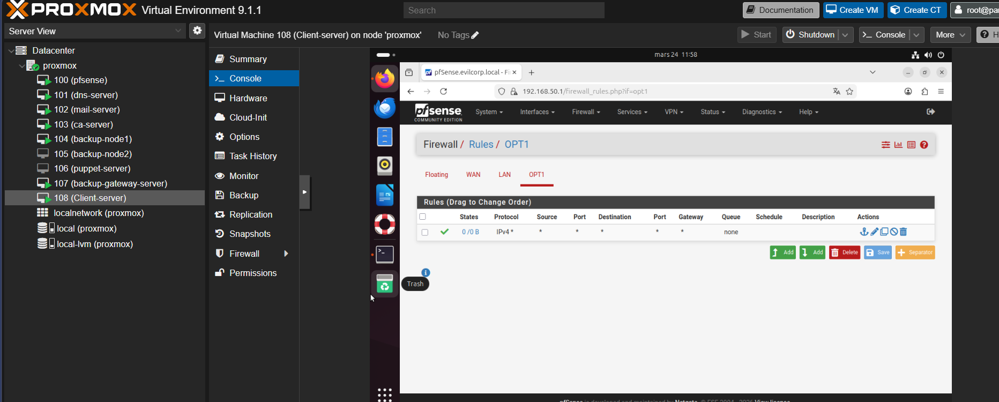 PROXMOX Virtual Environment 9.1.1
Search
Documentation
Create VM
Create CT
Server View
Virtual Machine 108 (Client-server) on node 'proxmox'
No Tags
Start
Shutdown
Console
More
Datacenter
proxmox
100 (pfsense)
101 (dns-server)
102 (mail-server)
103 (ca-server)
104 (backup-node1)
105 (backup-node2)
106 (puppet-server)
107 (backup-gateway-server)
108 (Client-server)
localnetwork (proxmox)
local (proxmox)
local-lvm (proxmox)
Summary
Console
Hardware
Cloud-Init
Options
Task History
Monitor
Backup
Replication
Snapshots
Firewall
Permissions
mars 24 11:58
pfSense.evilcorp.local - Fi
192.168.50.1/firewall_rules.php?if=opt1
pfsense
COMMUNITY EDITION
System
Interfaces
Firewall
Services
VPN
Status
Diagnostics
Help
Firewall / Rules / OPT1
Floating
WAN
LAN
OPT1
Rules (Drag to Change Order)
States Protocol Source Port Destination Port Gateway Queue Schedule Description Actions
0 /0 B IPv4 * * * * * * none
Add
Add
Delete
Save
Separator
Trash